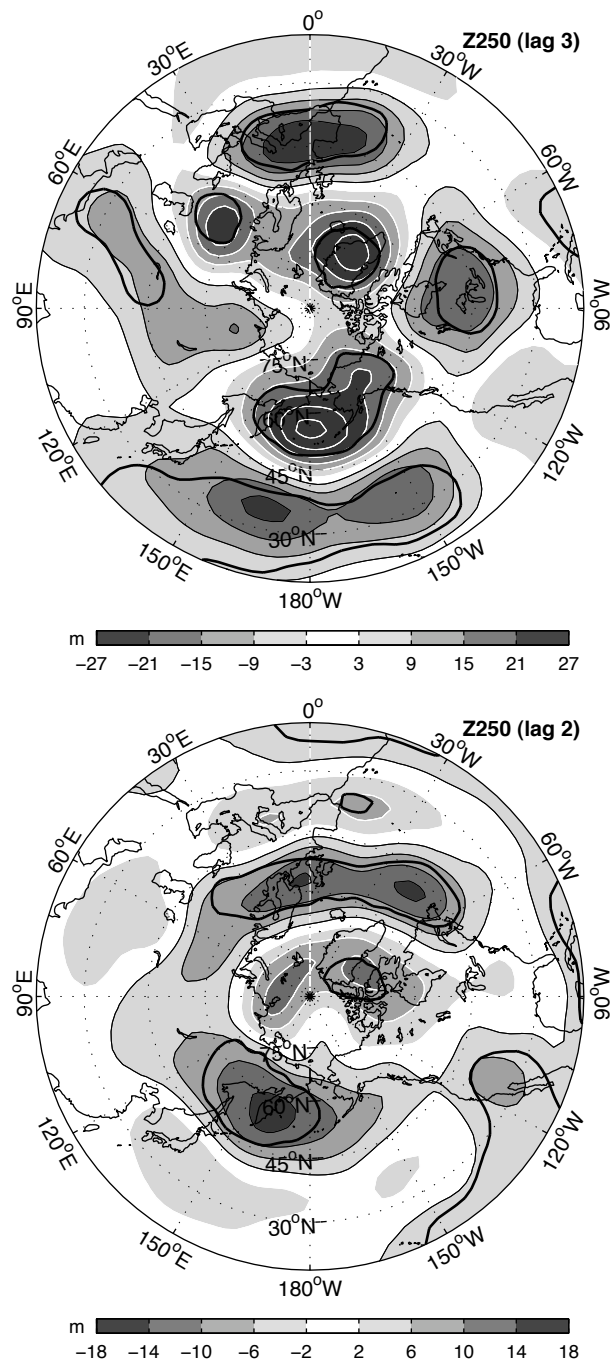 0°
Z250 (lag 3)
30°E
30°W
60°E
60°W
90°E
90°W
75°N
60°N
120°E
120°W
45°N
30°N
150°E
150°W
180°W
m
−27 −21 −15 −9 −3 3 9 15 21 27
0°
Z250 (lag 2)
30°E
30°W
60°E
60°W
90°E
90°W
75°N
60°N
120°E
120°W
45°N
30°N
150°E
150°W
180°W
m
−18 −14 −10 −6 −2 2 6 10 14 18